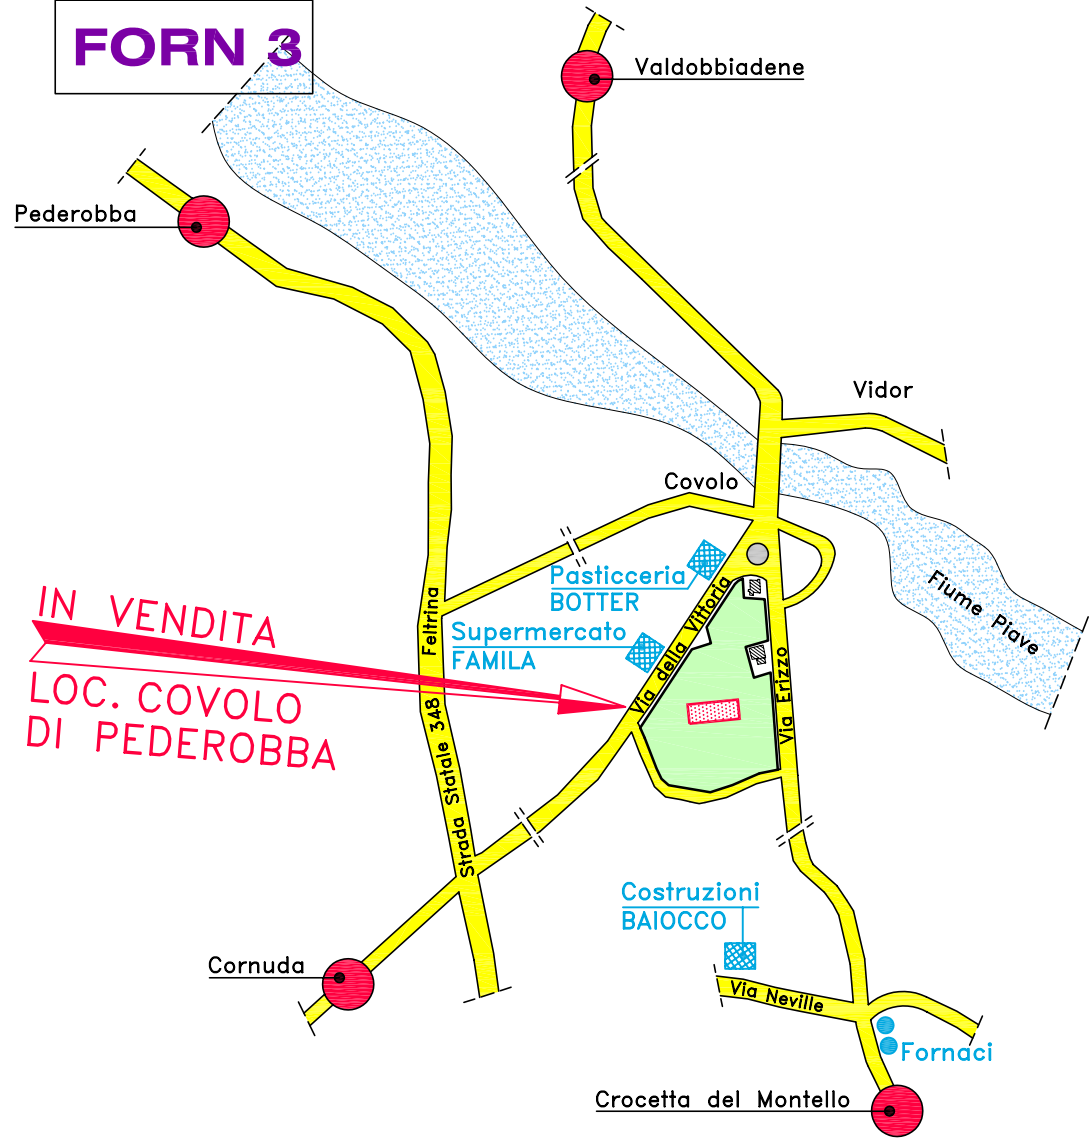 FORN 3
Valdobbiadene
Pederobba
Vidor
Covolo
Fiume Piave
Pasticceria
BOTTER
Supermercato
FAMILA
IN VENDITA
LOC. COVOLO
DI PEDEROBBA
Strada Statale 348 Feltrina
Via della Vittoria
Via Erizzo
Costruzioni
BAIOCCO
Cornuda
Via Neville
Fornaci
Crocetta del Montello